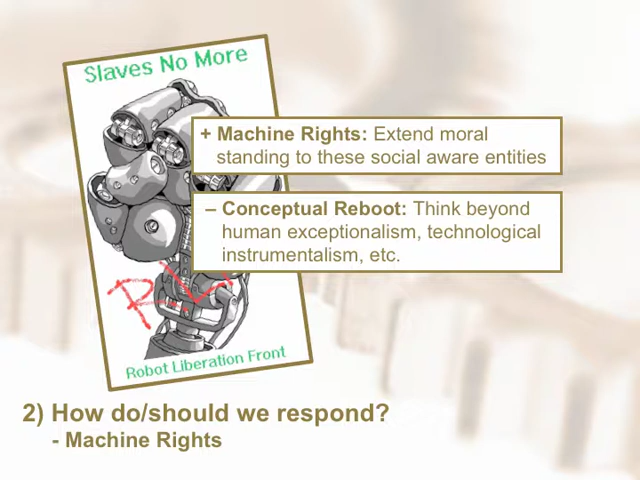 Slaves No More
+ Machine Rights: Extend moral
standing to these social aware entities
– Conceptual Reboot: Think beyond
human exceptionalism, technological
instrumentalism, etc.
Robot Liberation Front
2) How do/should we respond?
- Machine Rights